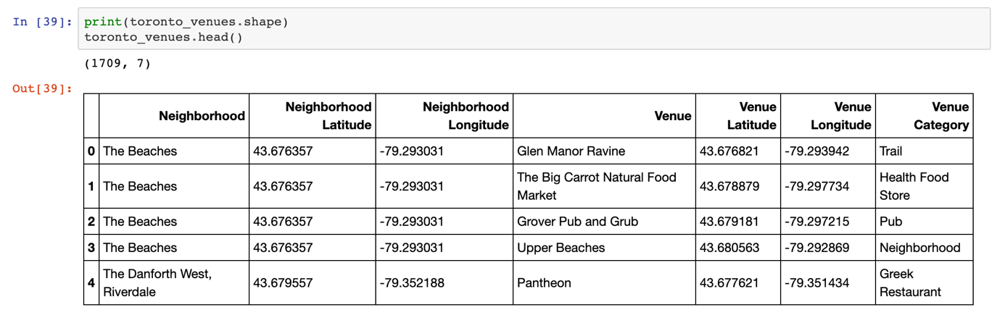 In [39]: print(toronto_venues.shape)
toronto_venues.head()
(1709, 7)
Out[39]:
Neighborhood Neighborhood Latitude Neighborhood Longitude Venue Venue Latitude Venue Longitude Venue Category
0 The Beaches 43.676357 -79.293031 Glen Manor Ravine 43.676821 -79.293942 Trail
1 The Beaches 43.676357 -79.293031 The Big Carrot Natural Food Market 43.678879 -79.297734 Health Food Store
2 The Beaches 43.676357 -79.293031 Grover Pub and Grub 43.679181 -79.297215 Pub
3 The Beaches 43.676357 -79.293031 Upper Beaches 43.680563 -79.292869 Neighborhood
4 The Danforth West, Riverdale 43.679557 -79.352188 Pantheon 43.677621 -79.351434 Greek Restaurant